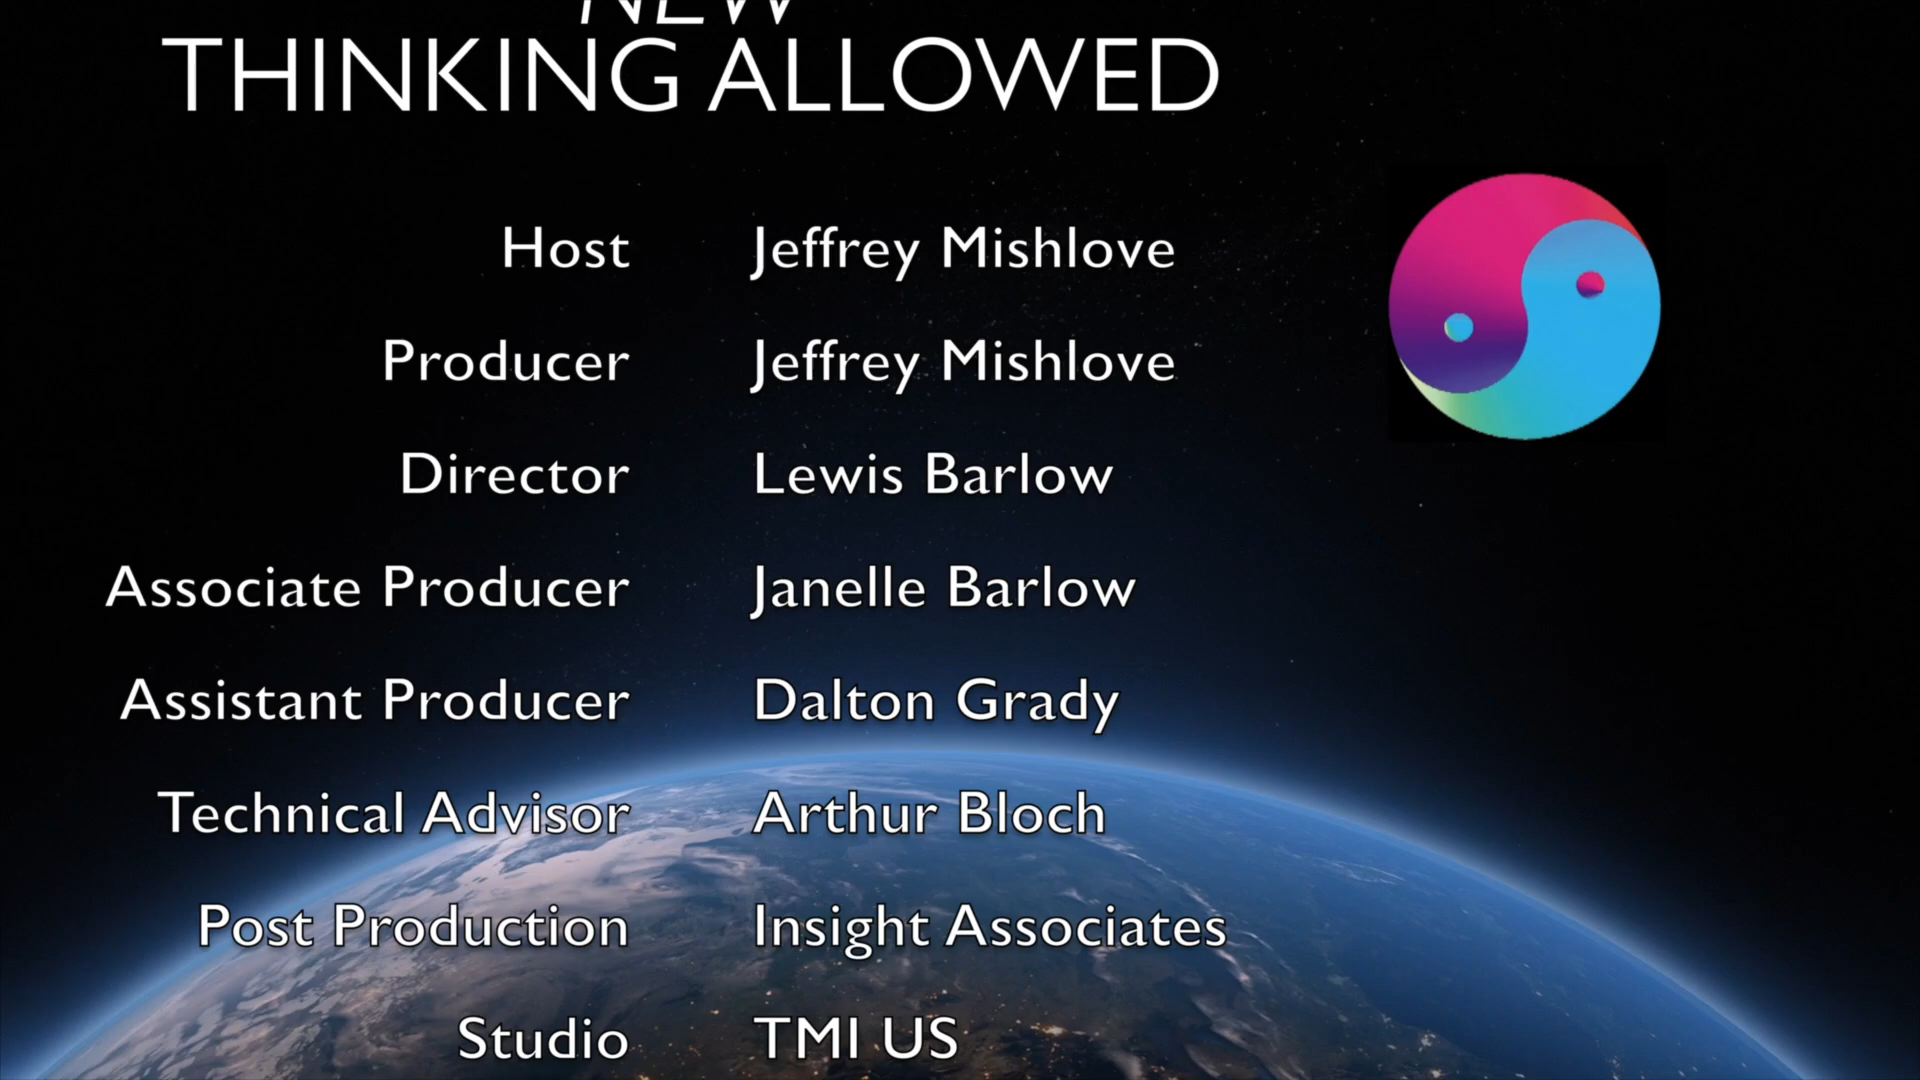 NEW
THINKING ALLOWED
Host Jeffrey Mishlove
Producer Jeffrey Mishlove
Director Lewis Barlow
Associate Producer Janelle Barlow
Assistant Producer Dalton Grady
Technical Advisor Arthur Bloch
Post Production Insight Associates
Studio TMI US